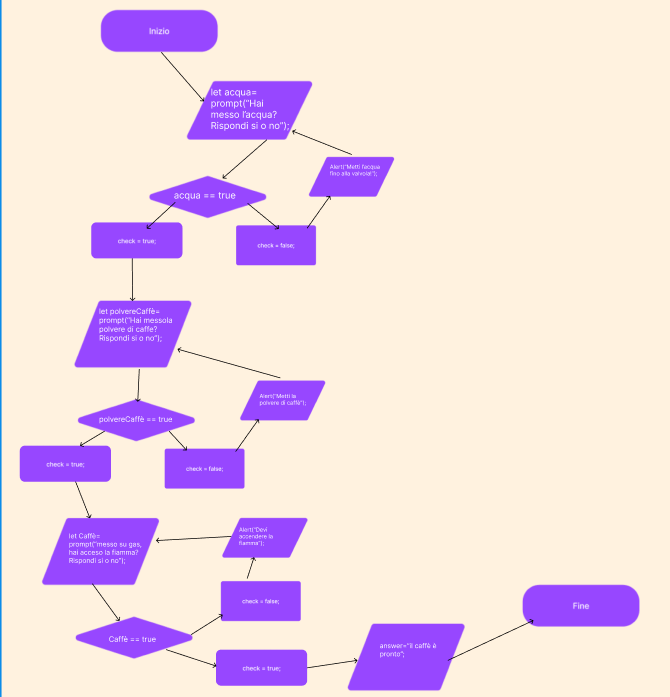 Inizio
let acqua=
prompt("Hai
messo l'acqua?
Rispondi si o no");
Alert("Metti l'acqua
fino alla valvola!");
acqua == true
check = true;
check = false;
let polvereCaffè=
prompt("Hai messola
polvere di caffe?
Rispondi si o no");
Alert("Metti le
polvere di caffè");
polvereCaffè == true
check = true;
check = false;
let Caffè=
prompt("messo su gas,
hai acceso la fiamma?
Rispondi si o no");
Alert("Devi
accendere la
fiamma");
check = false;
Caffè == true
check = true;
answer="il caffè è
pronto";
Fine